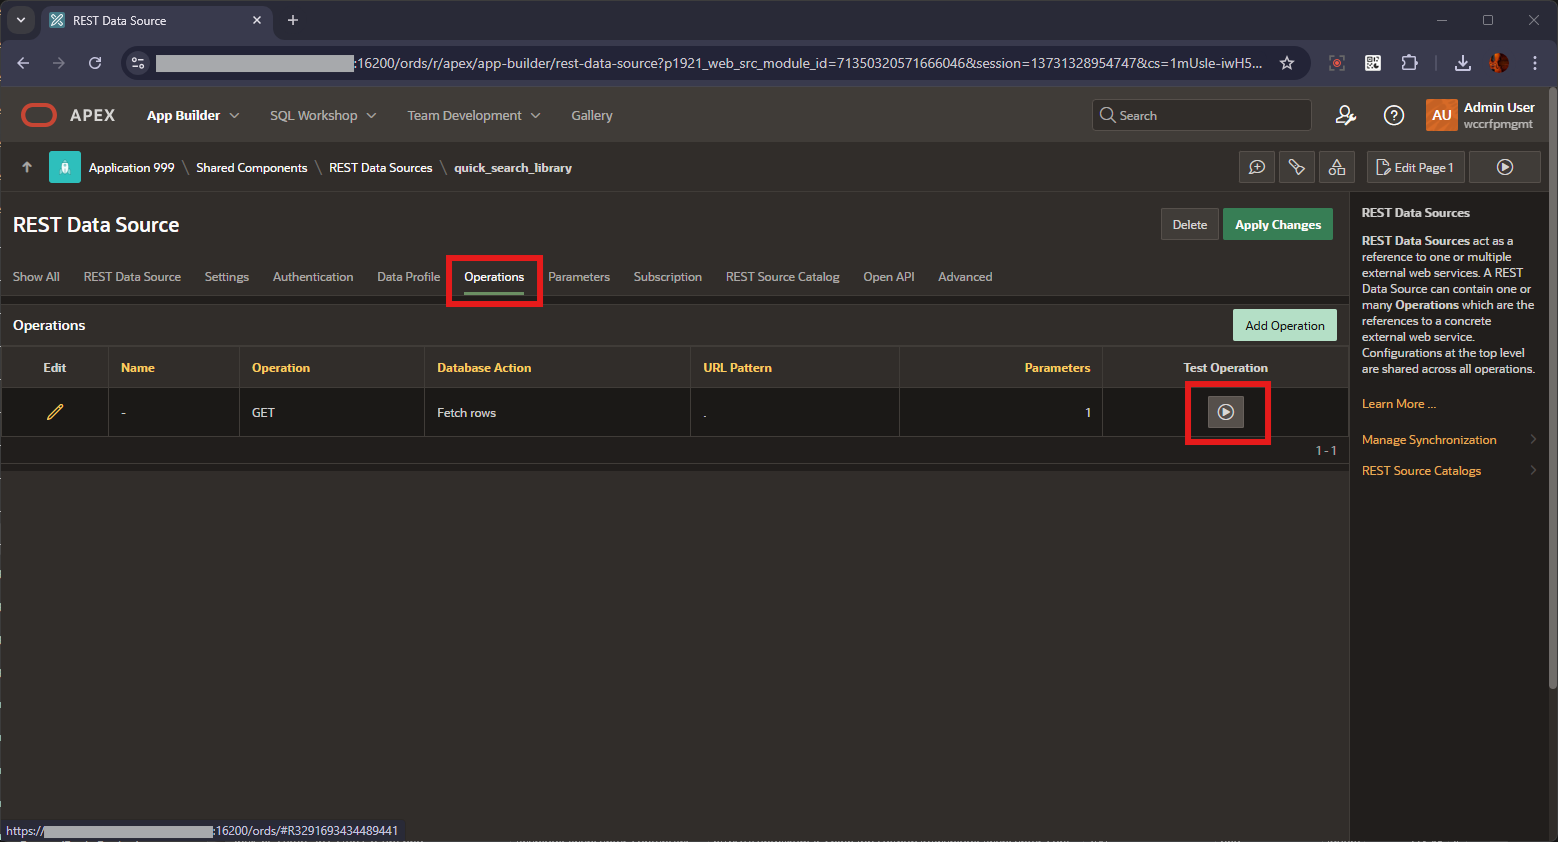 REST Data Source
:16200/ords/r/apex/app-builder/rest-data-source?p1921_web_src_module_id=71350320571666046&session=13731328954747&cs=1mUsle-iwH5...
APEX
App Builder
SQL Workshop
Team Development
Gallery
Search
AU
Admin User
wccrfpmgmt
Application 999 \ Shared Components \ REST Data Sources \ quick_search_library
Edit Page 1
REST Data Source
Delete
Apply Changes
Show All
REST Data Source
Settings
Authentication
Data Profile
Operations
Parameters
Subscription
REST Source Catalog
Open API
Advanced
Operations
Add Operation
Edit
Name
Operation
Database Action
URL Pattern
Parameters
Test Operation
-
GET
Fetch rows
.
1
1 - 1
REST Data Sources
REST Data Sources act as a
reference to one or multiple
external web services. A REST
Data Source can contain one or
many Operations which are the
references to a concrete
external web service.
Configurations at the top level
are shared across all operations.
Learn More ...
Manage Synchronization
REST Source Catalogs
https://
:16200/ords/#R3291693434489441